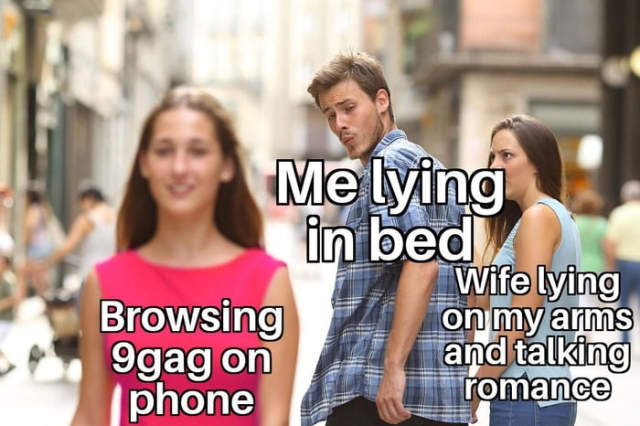 Me lying
in bed
Browsing
9gag on
phone
Wife lying
on my arms
and talking
romance